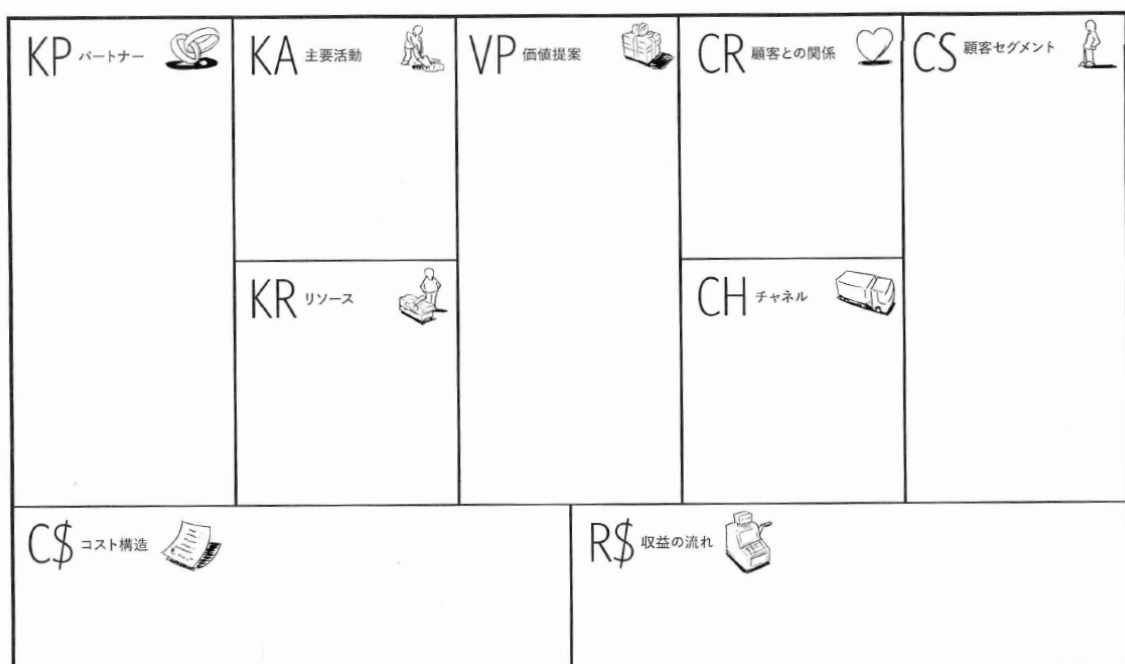 KP パートナー
KA 主要活動
VP 価値提案
CR 顧客との関係
CS 顧客セグメント
KR リソース
CH チャネル
C$ コスト構造
R$ 収益の流れ